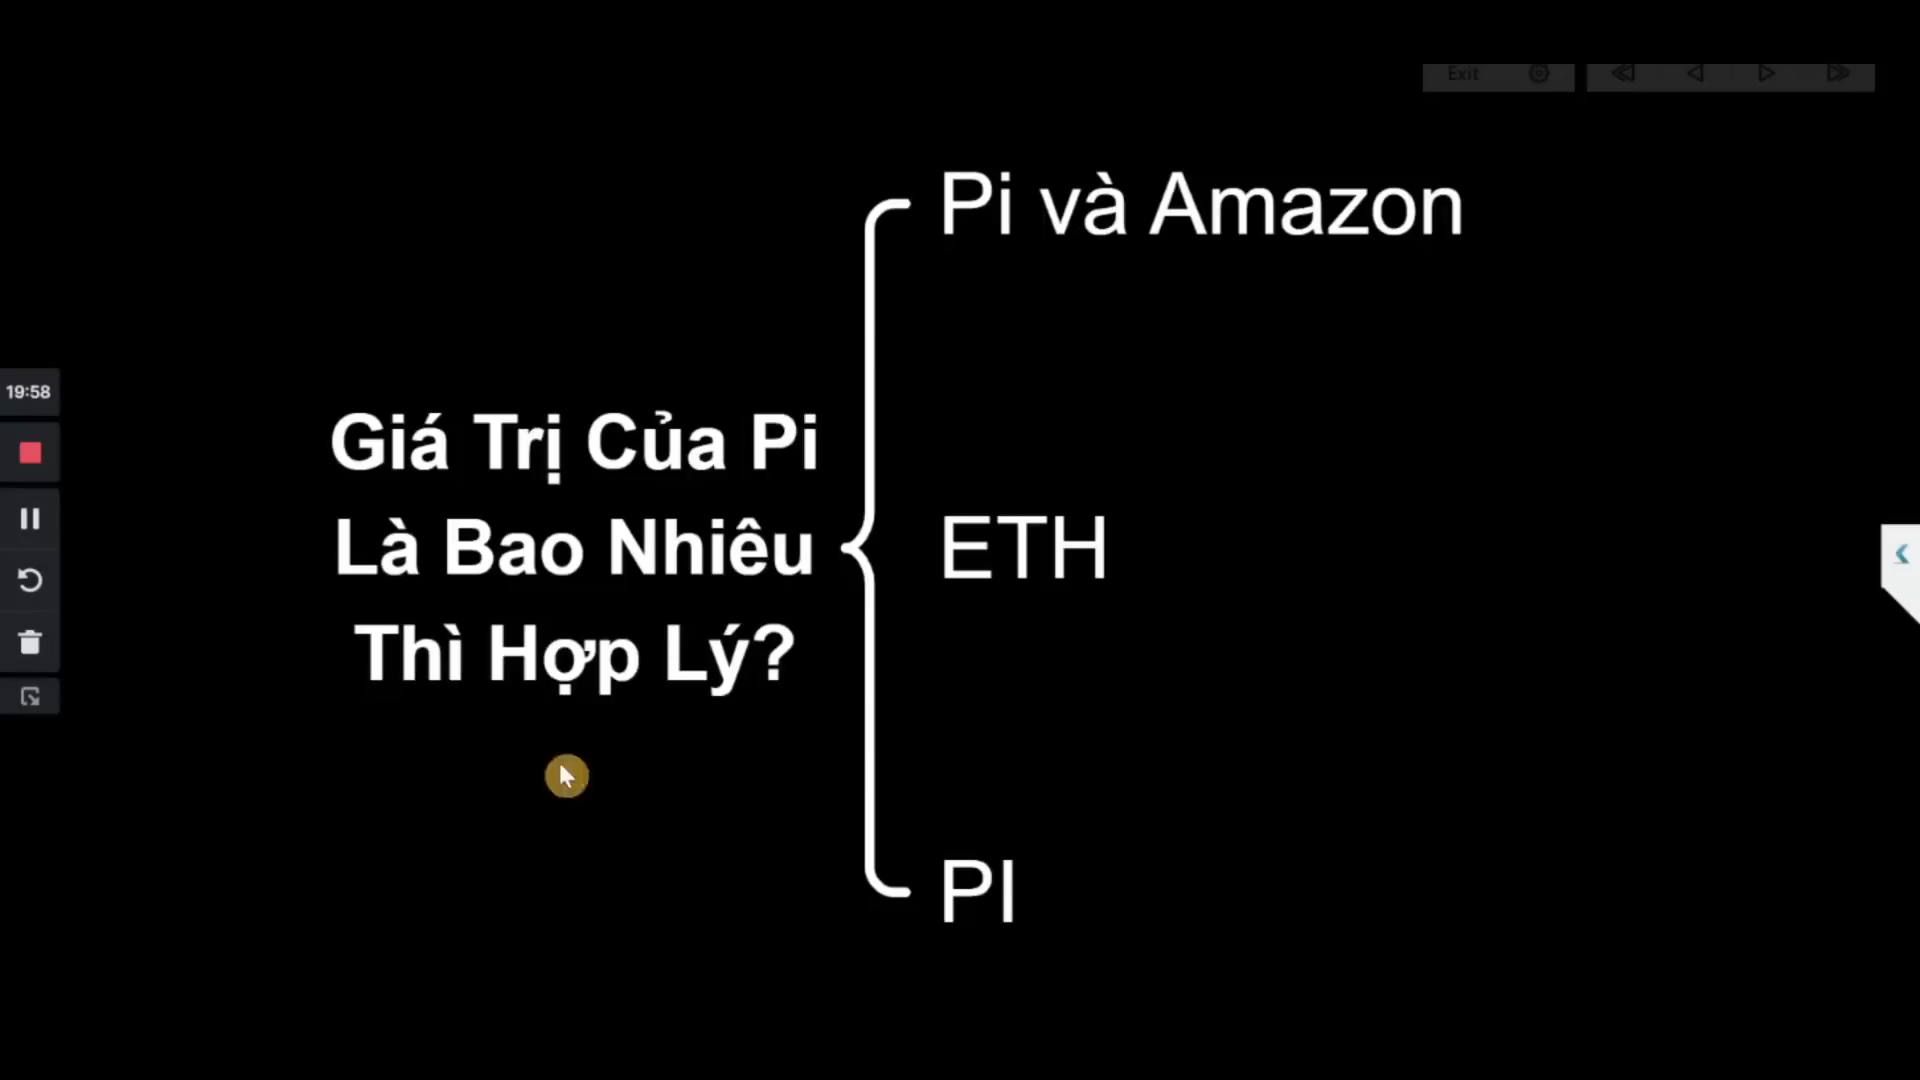 Exit
Pi và Amazon
19:58
Giá Trị Của Pi
Là Bao Nhiêu
Thì Hợp Lý?
ETH
PI